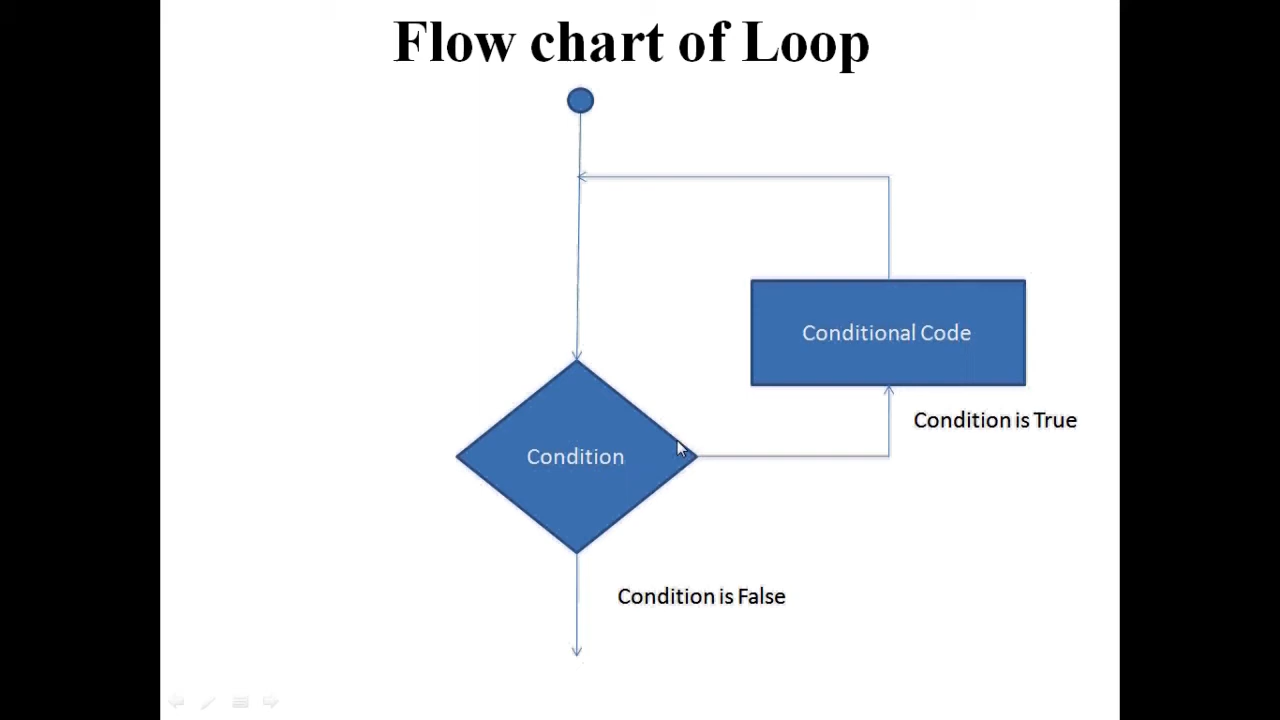 Flow chart of Loop
Conditional Code
Condition is True
Condition
Condition is False